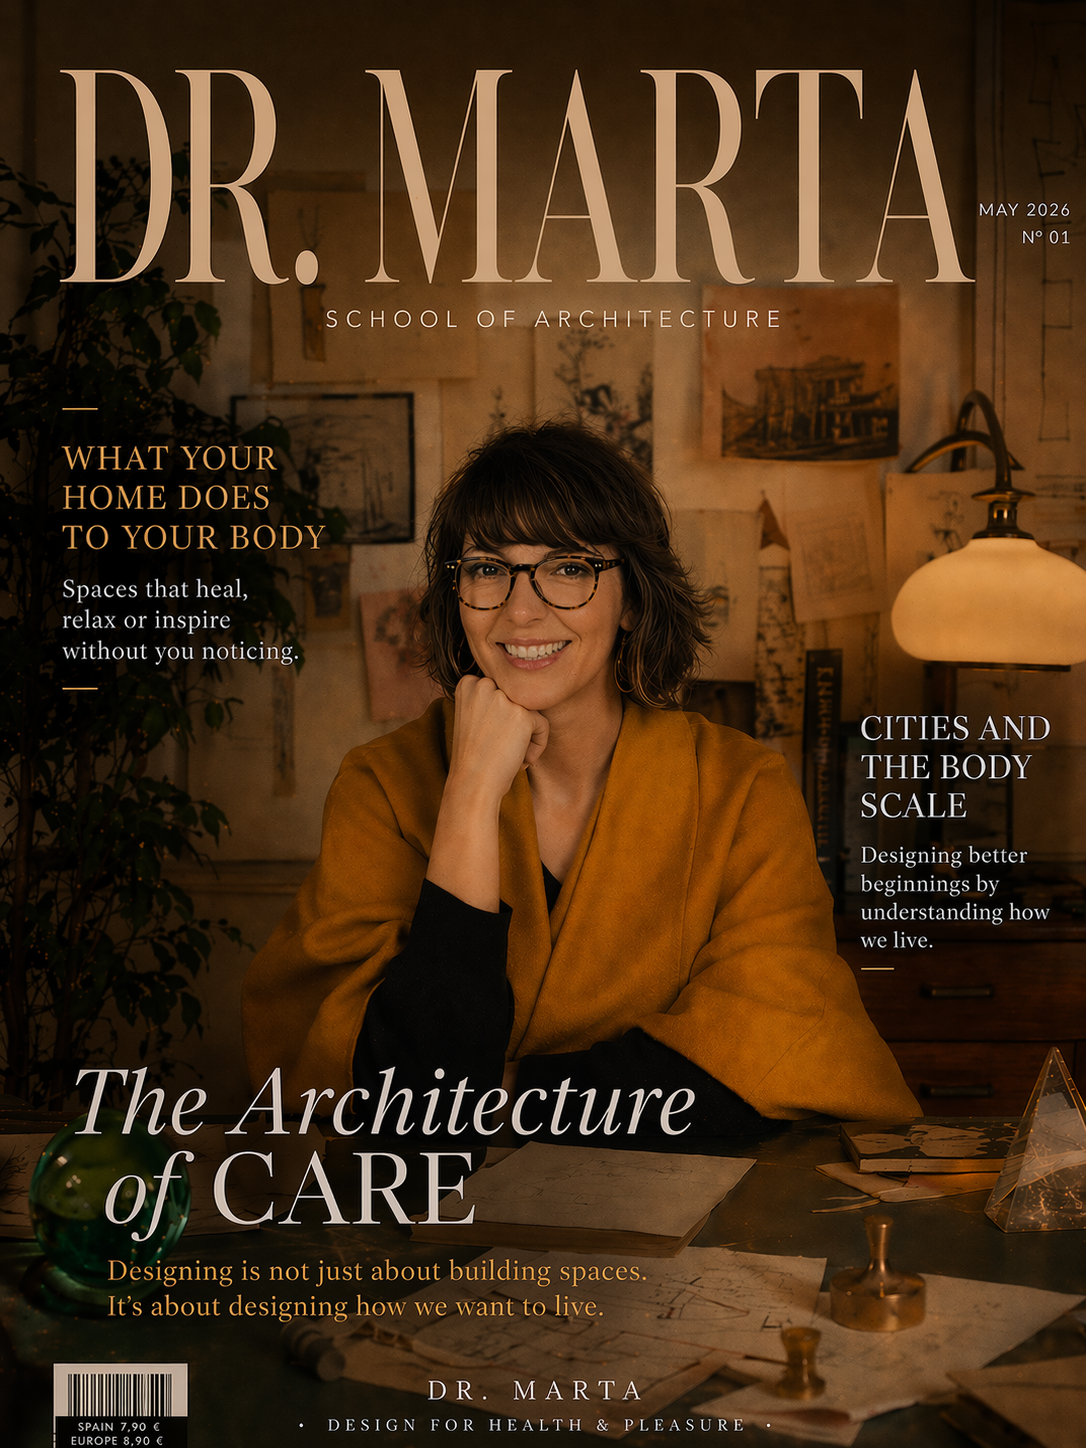 DR. MARTA
MAY 2026
Nº 01
SCHOOL OF ARCHITECTURE
WHAT YOUR
HOME DOES
TO YOUR BODY
Spaces that heal,
relax or inspire
without you noticing.
CITIES AND
THE BODY
SCALE
Designing better
beginnings by
understanding how
we live.
The Architecture
of CARE
Designing is not just about building spaces.
It's about designing how we want to live.
SPAIN 7,90 €
EUROPE 8,90 €
DR. MARTA
• DESIGN FOR HEALTH & PLEASURE •